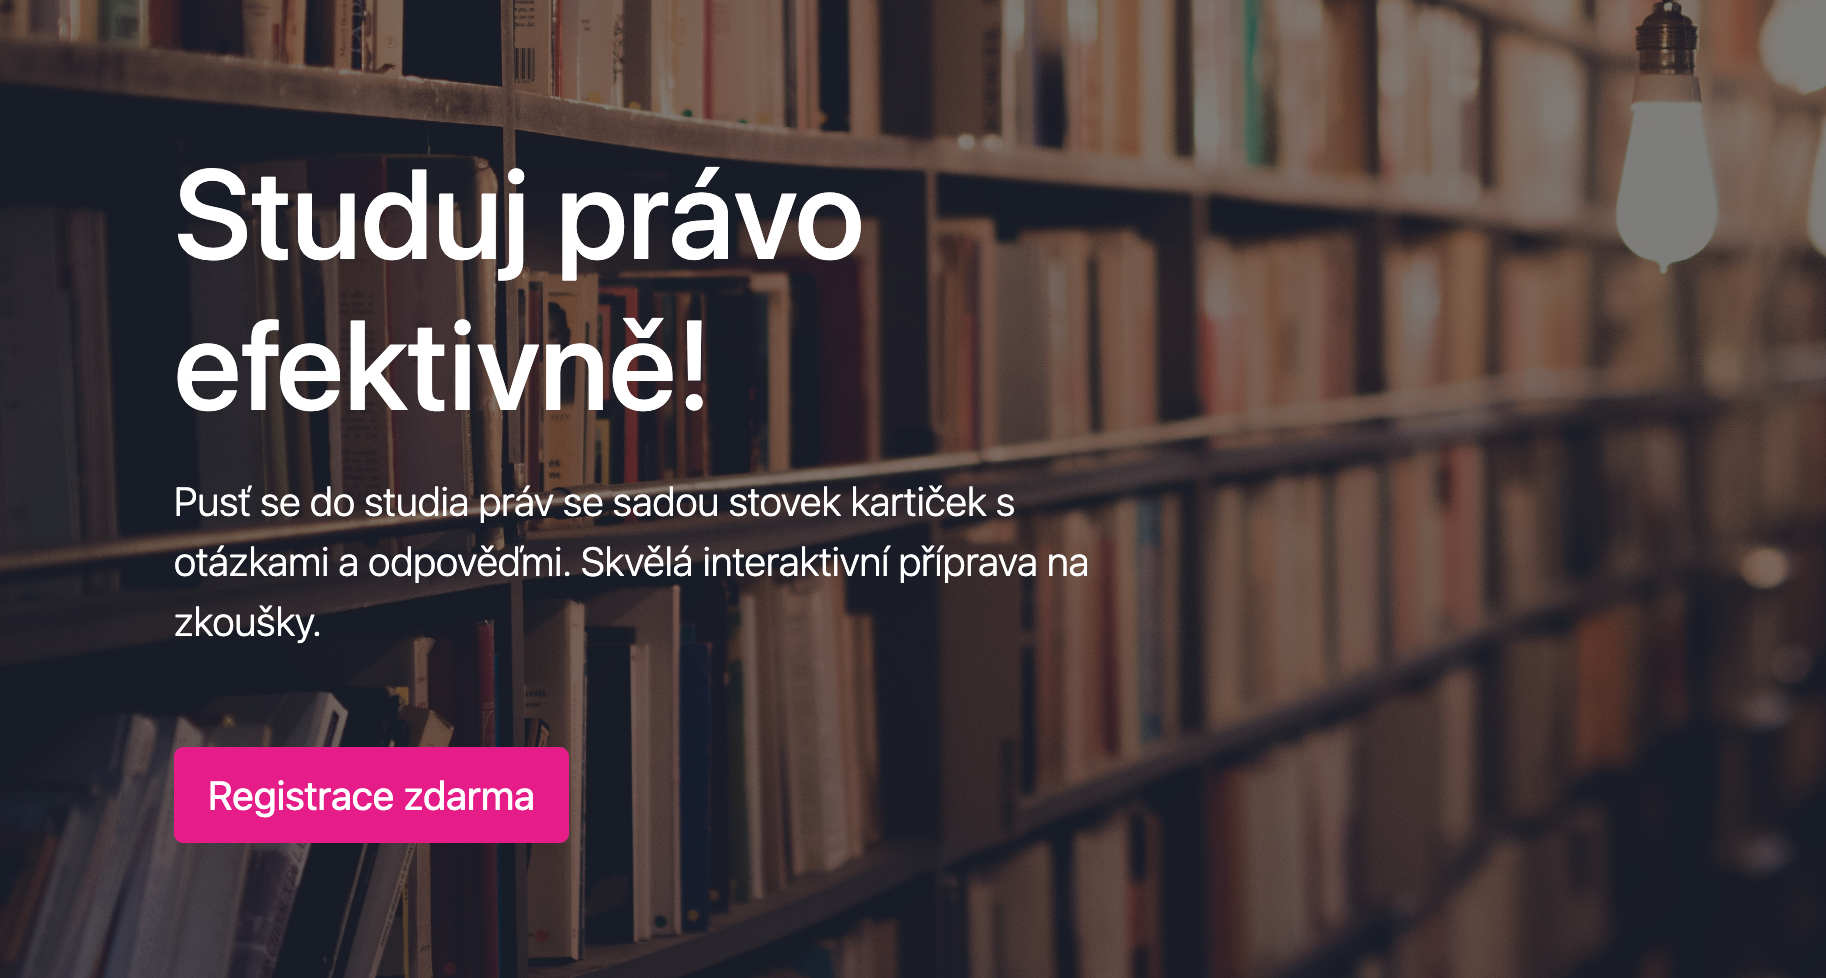 Studuj právo
efektivně!
Pusť se do studia práv se sadou stovek kartiček s
otázkami a odpověďmi. Skvělá interaktivní příprava na
zkoušky.
Registrace zdarma